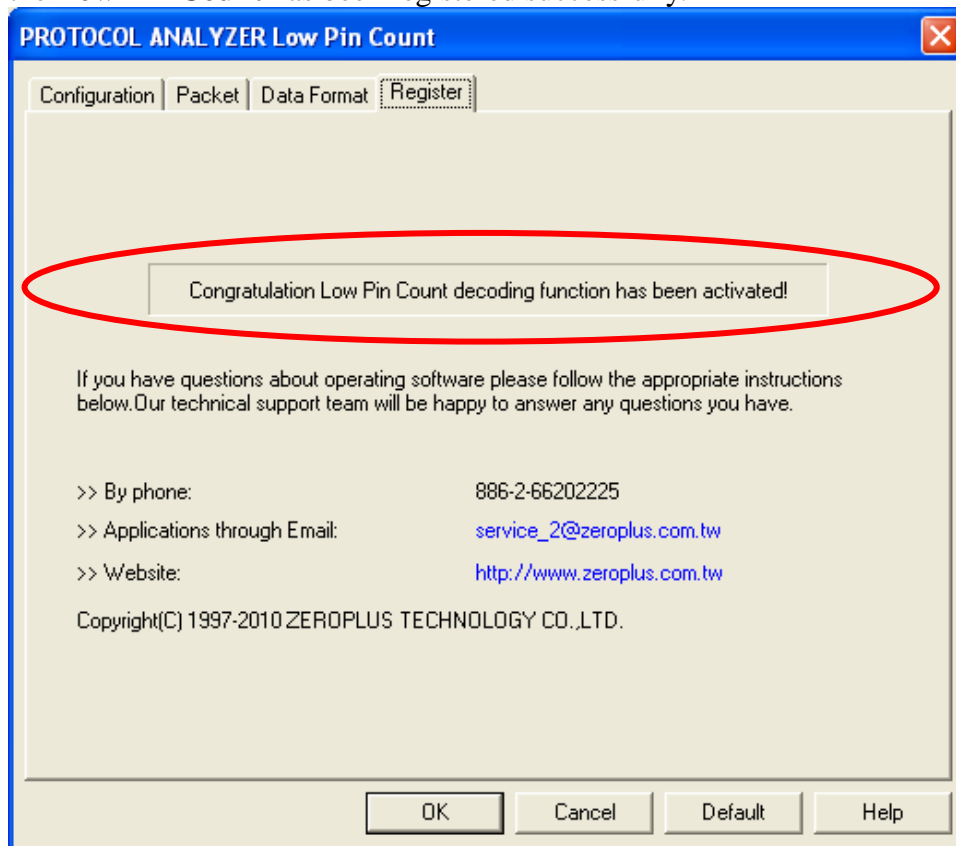 PROTOCOL ANALYZER Low Pin Count
Configuration Packet Data Format Register
Congratulation Low Pin Count decoding function has been activated!
If you have questions about operating software please follow the appropriate instructions
below.Our technical support team will be happy to answer any questions you have.
>> By phone: 886-2-66202225
>> Applications through Email: service_2@zeroplus.com.tw
>> Website: http://www.zeroplus.com.tw
Copyright(C) 1997-2010 ZEROPLUS TECHNOLOGY CO.,LTD.
OK Cancel Default Help